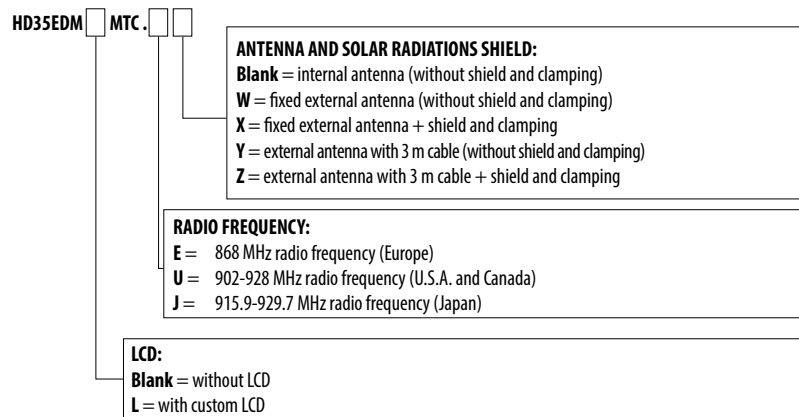 HD35EDM MTC.
ANTENNA AND SOLAR RADIATIONS SHIELD:
Blank = internal antenna (without shield and clamping)
W = fixed external antenna (without shield and clamping)
X = fixed external antenna + shield and clamping
Y = external antenna with 3 m cable (without shield and clamping)
Z = external antenna with 3 m cable + shield and clamping
RADIO FREQUENCY:
E = 868 MHz radio frequency (Europe)
U = 902-928 MHz radio frequency (U.S.A. and Canada)
J = 915.9-929.7 MHz radio frequency (Japan)
LCD:
Blank = without LCD
L = with custom LCD